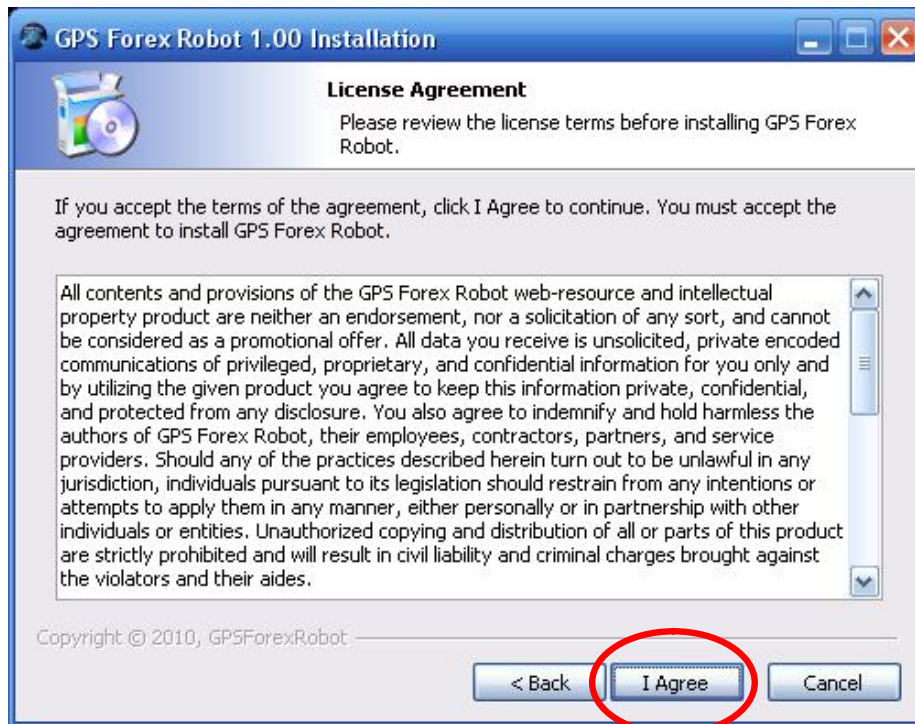 GPS Forex Robot 1.00 Installation
License Agreement
Please review the license terms before installing GPS Forex
Robot.
If you accept the terms of the agreement, click I Agree to continue. You must accept the
agreement to install GPS Forex Robot.
All contents and provisions of the GPS Forex Robot web-resource and intellectual
property product are neither an endorsement, nor a solicitation of any sort, and cannot
be considered as a promotional offer. All data you receive is unsolicited, private encoded
communications of privileged, proprietary, and confidential information for you only and
by utilizing the given product you agree to keep this information private, confidential,
and protected from any disclosure. You also agree to indemnify and hold harmless the
authors of GPS Forex Robot, their employees, contractors, partners, and service
providers. Should any of the practices described herein turn out to be unlawful in any
jurisdiction, individuals pursuant to its legislation should restrain from any intentions or
attempts to apply them in any manner, either personally or in partnership with other
individuals or entities. Unauthorized copying and distribution of all or parts of this product
are strictly prohibited and will result in civil liability and criminal charges brought against
the violators and their aides.
Copyright © 2010, GPSForexRobot
< Back
I Agree
Cancel